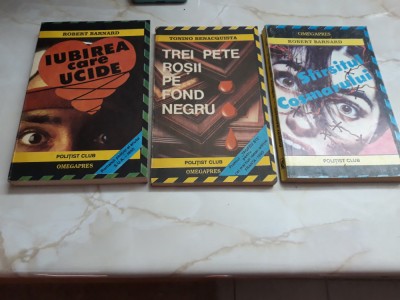 ROBERT BARNARD
IUBIREA
care
UCIDE
POLIȚIST CLUB
OMEGAPRES
TONINO BENACQUISTA
TREI PETE
ROȘII
PE
FOND
NEGRU
POLIȚIST CLUB
OMEGAPRES
OMEGAPRES
ROBERT BARNARD
Sfîrșitul
Coșmarului
POLIȚIST CLUB